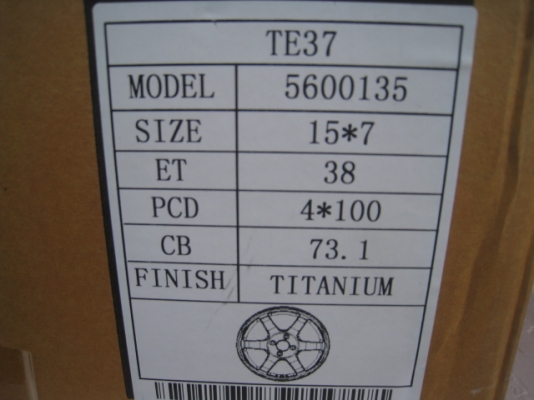 TE37
MODEL 5600135
SIZE 15*7
ET 38
PCD 4*100
CB 73.1
FINISH TITANIUM